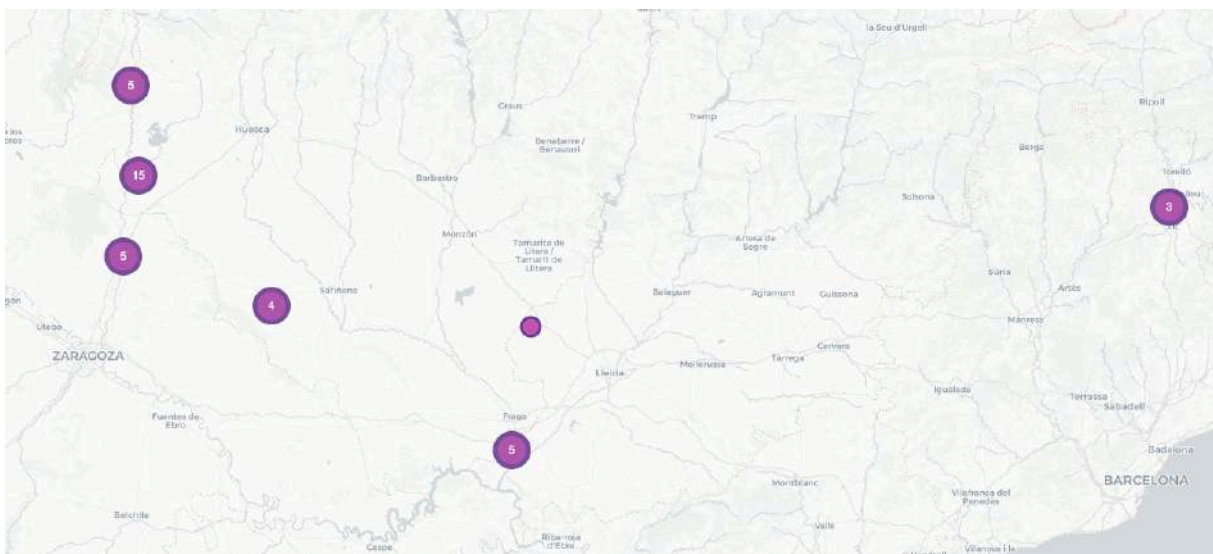 la Seu d'Urgell
5
Graus
Ripoll
Tremp
Huesca
Benabarre /
Benavarri
Berga
15
Barbastro
Torelló
Solsona
3
Monzón
Tamarite de
Litera /
Tamarit de
Llitera
Artesa de
Segre
5
Súria
Sariñena
4
Balaguer
Agramunt
Guissona
Artés
Utebo
Manresa
ZARAGOZA
Cervera
Mollerussa
Tàrrega
Lleida
Igualada
Terrassa
Sabadell
Fuentes de
Ebro
Fraga
5
Badalona
BARCELONA
Montblanc
Vilafranca del
Penedès
Belchite
Valls
Riba-roja
d'Ebre
Caspe